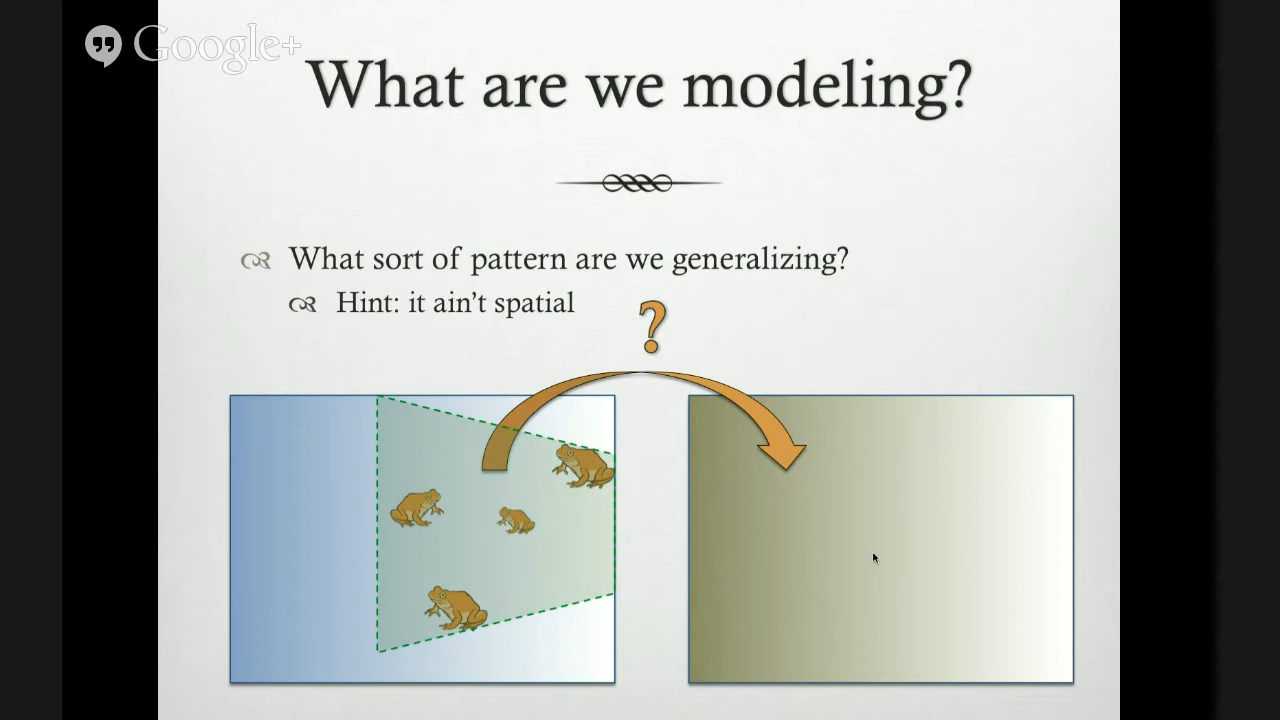 Google+
What are we modeling?
What sort of pattern are we generalizing?
Hint: it ain't spatial
?